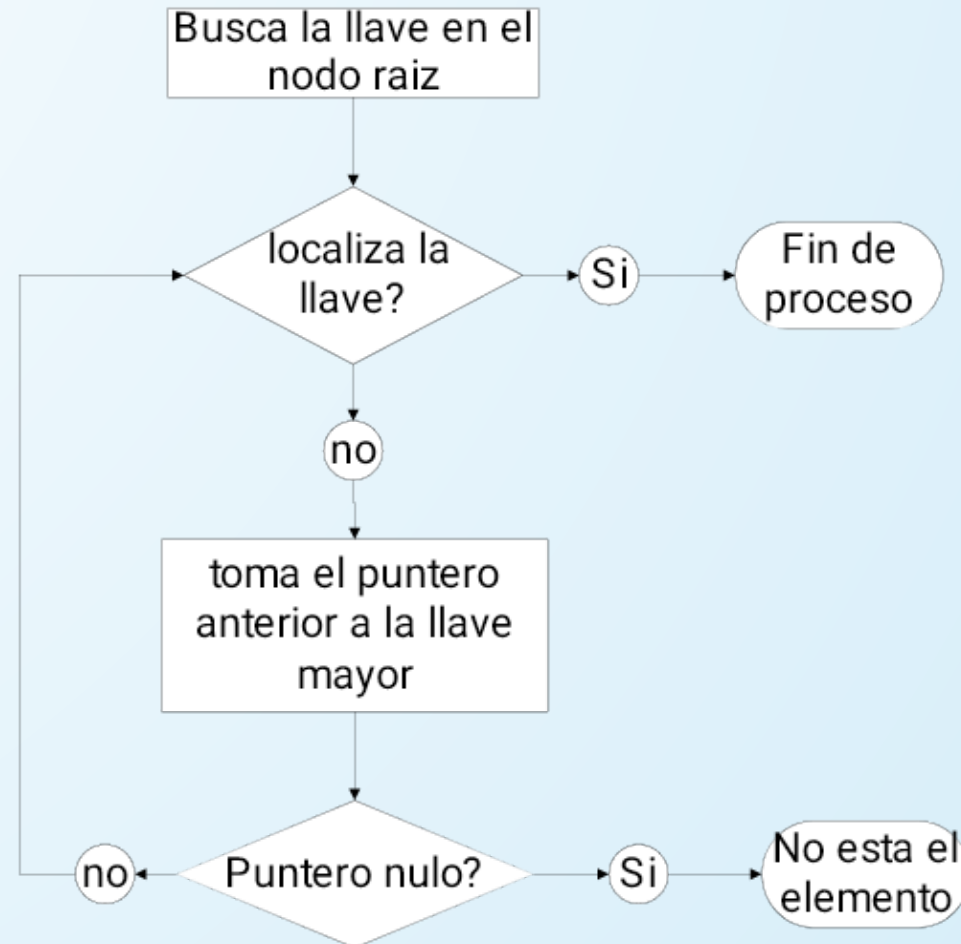 Busca la llave en el
nodo raiz
localiza la
llave?
Si
Fin de
proceso
no
toma el puntero
anterior a la llave
mayor
no
Puntero nulo?
Si
No esta el
elemento